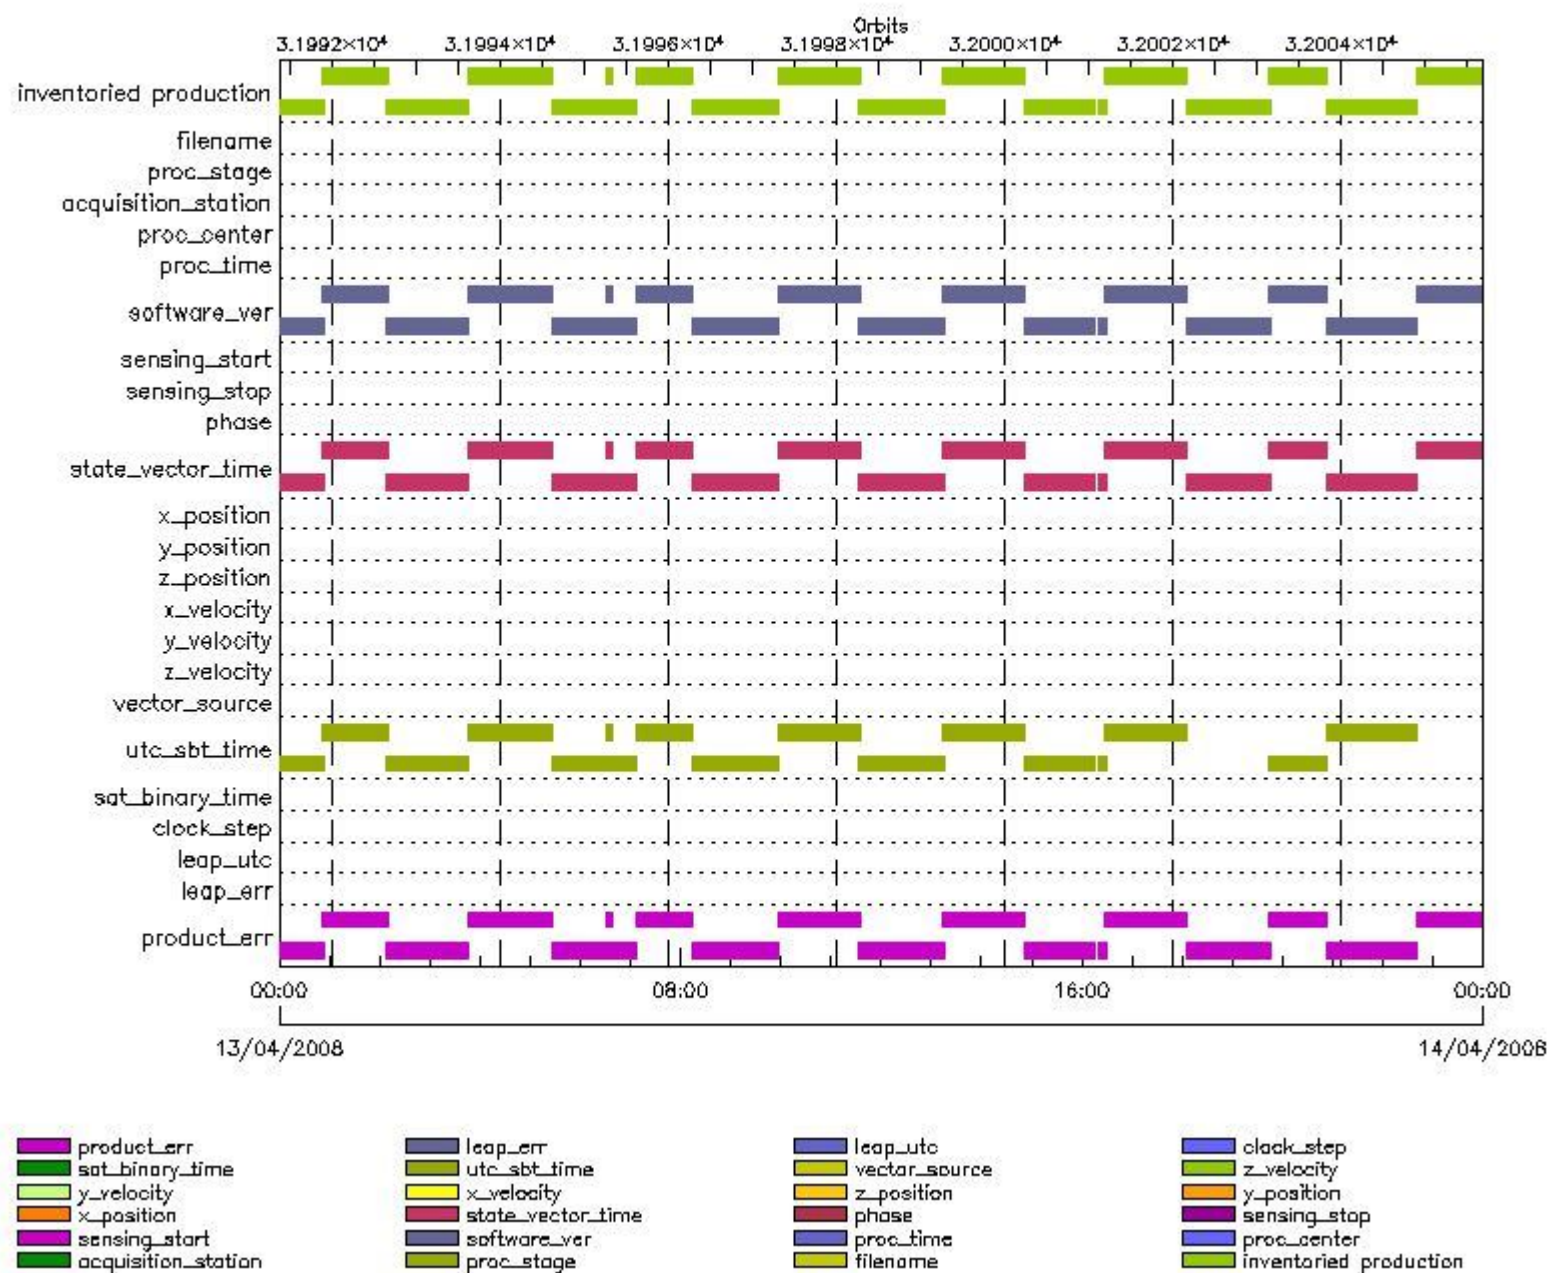 Orbits
3.1992×10⁴ 3.1994×10⁴ 3.1996×10⁴ 3.1998×10⁴ 3.2000×10⁴ 3.2002×10⁴ 3.2004×10⁴
inventoried production
filename
proc_stage
acquisition_station
proc_center
proc_time
software_ver
sensing_start
sensing_stop
phase
state_vector_time
x_position
y_position
z_position
x_velocity
y_velocity
z_velocity
vector_source
utc_sbt_time
sat_binary_time
clock_step
leap_utc
leap_err
product_err
00:00 08:00 16:00 00:00
13/04/2008 14/04/2008
product_err leap_err leap_utc clock_step
sat_binary_time utc_sbt_time vector_source z_velocity
y_velocity x_velocity z_position y_position
x_position state_vector_time phase sensing_stop
sensing_start software_ver proc_time proc_center
acquisition_station proc_stage filename inventoried production